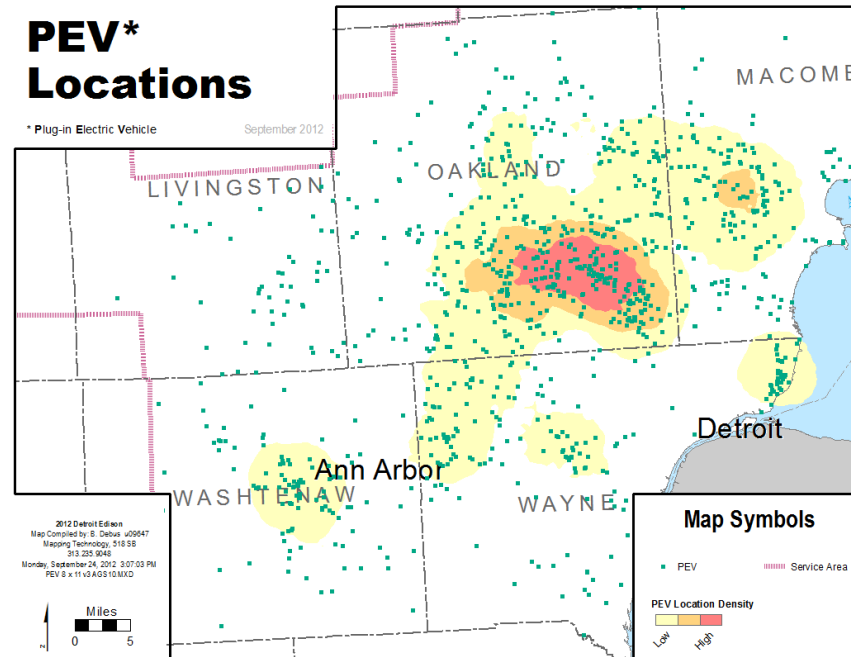 PEV*
Locations
* Plug-in Electric Vehicle
September 2012
MACOMB
LIVINGSTON
OAKLAND
Detroit
Ann Arbor
WASHTENAW
WAYNE
2012 Detroit Edison
Map Compiled by: B. Debus u09647
Mapping Technology, 518 SB
313.235.9048
Monday, September 24, 2012 3:07:03 PM
PEV 8 x 11 v3 AGS10.MXD
Miles
0 5
z
Map Symbols
PEV
Service Area
PEV Location Density
Low
High